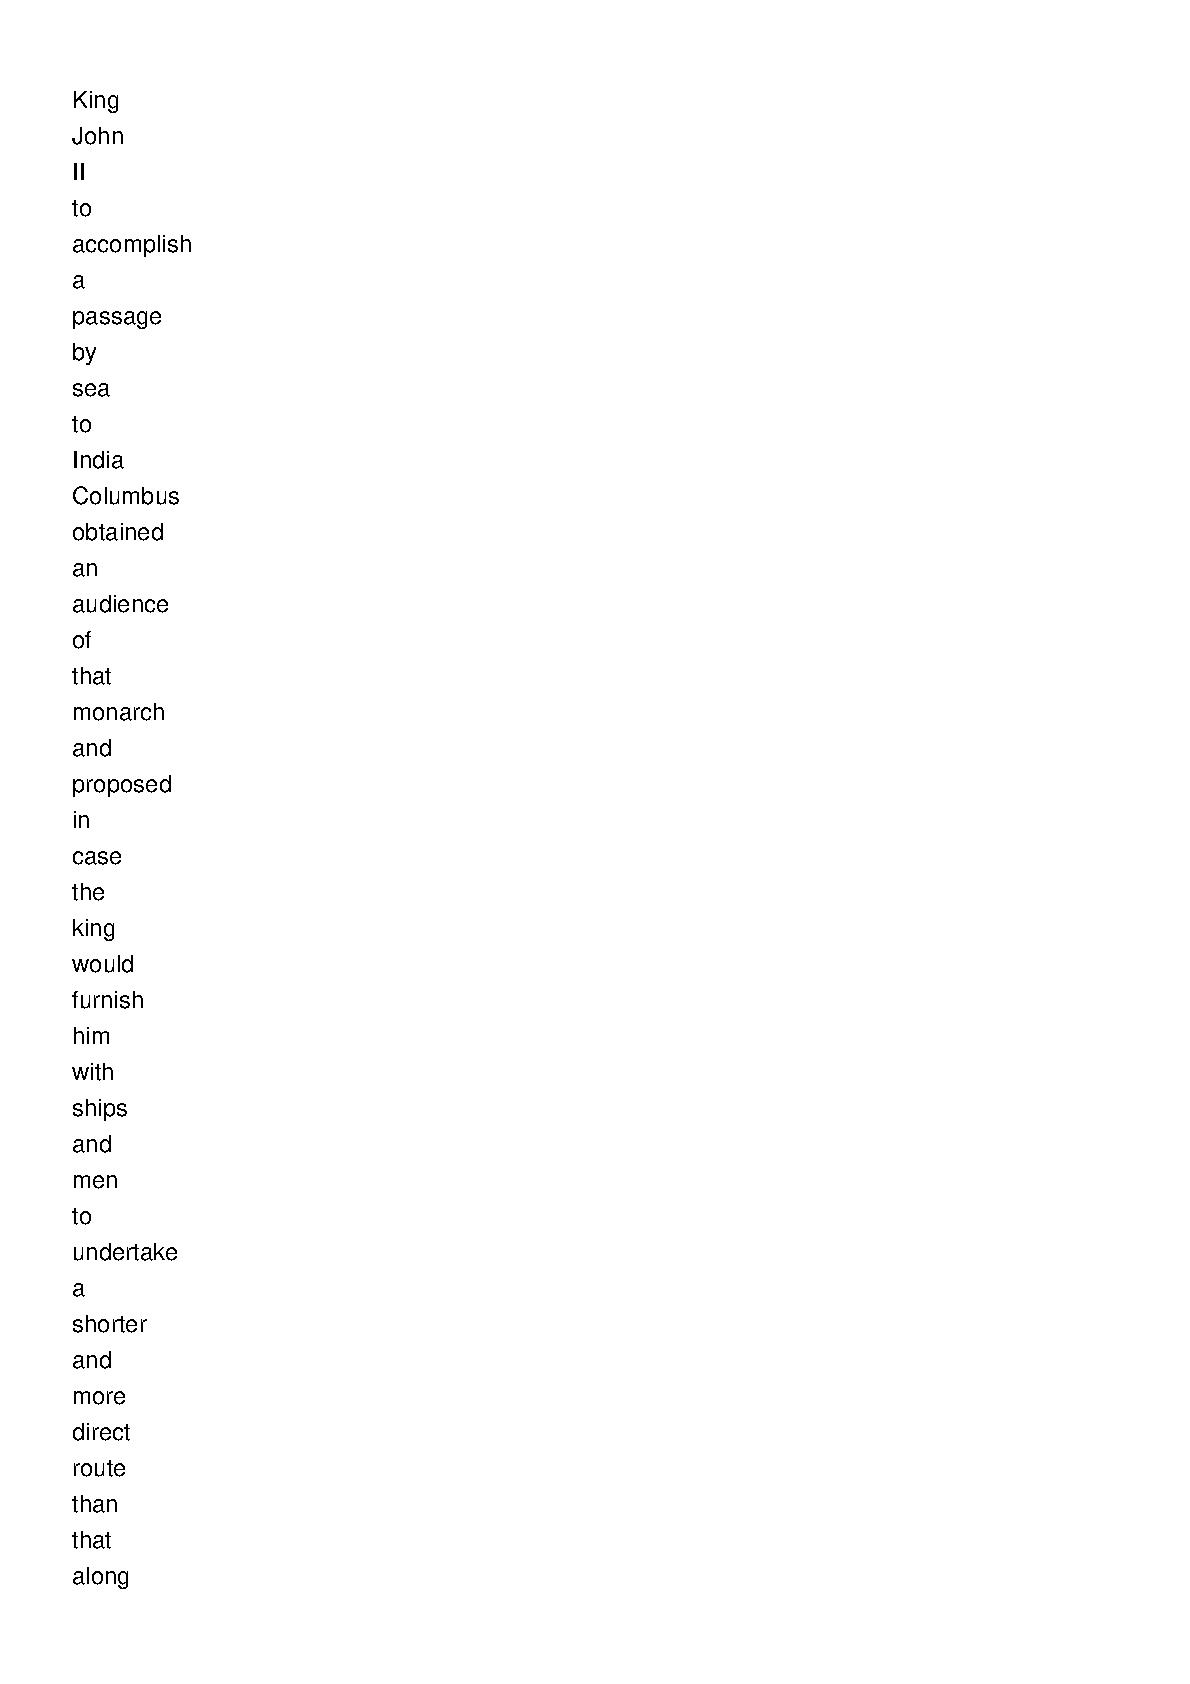 King
John
II
to
accomplish
a
passage
by
sea
to
India
Columbus
obtained
an
audience
of
that
monarch
and
proposed
in
case
the
king
would
furnish
him
with
ships
and
men
to
undertake
a
shorter
and
more
direct
route
than
that
along